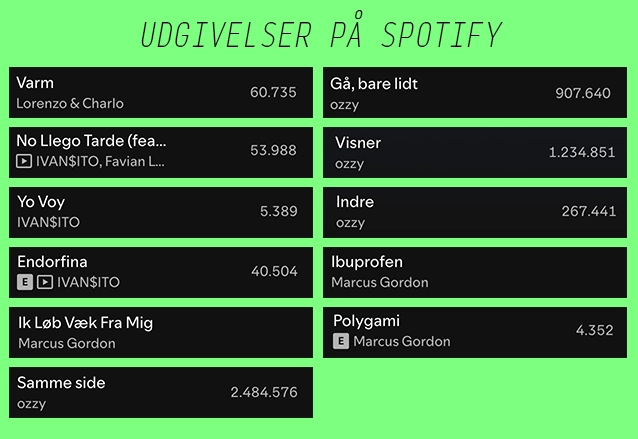 UDGIVELSER PÅ SPOTIFY
Varm
Lorenzo & Charlo
60.735
No Llego Tarde (fea...
IVAN$ITO, Favian L...
53.988
Yo Voy
IVAN$ITO
5.389
Endorfina
E IVAN$ITO
40.504
Ik Løb Væk Fra Mig
Marcus Gordon
Samme side
ozzy
2.484.576
Gå, bare lidt
ozzy
907.640
Visner
ozzy
1.234.851
Indre
ozzy
267.441
Ibuprofen
Marcus Gordon
Polygami
E Marcus Gordon
4.352